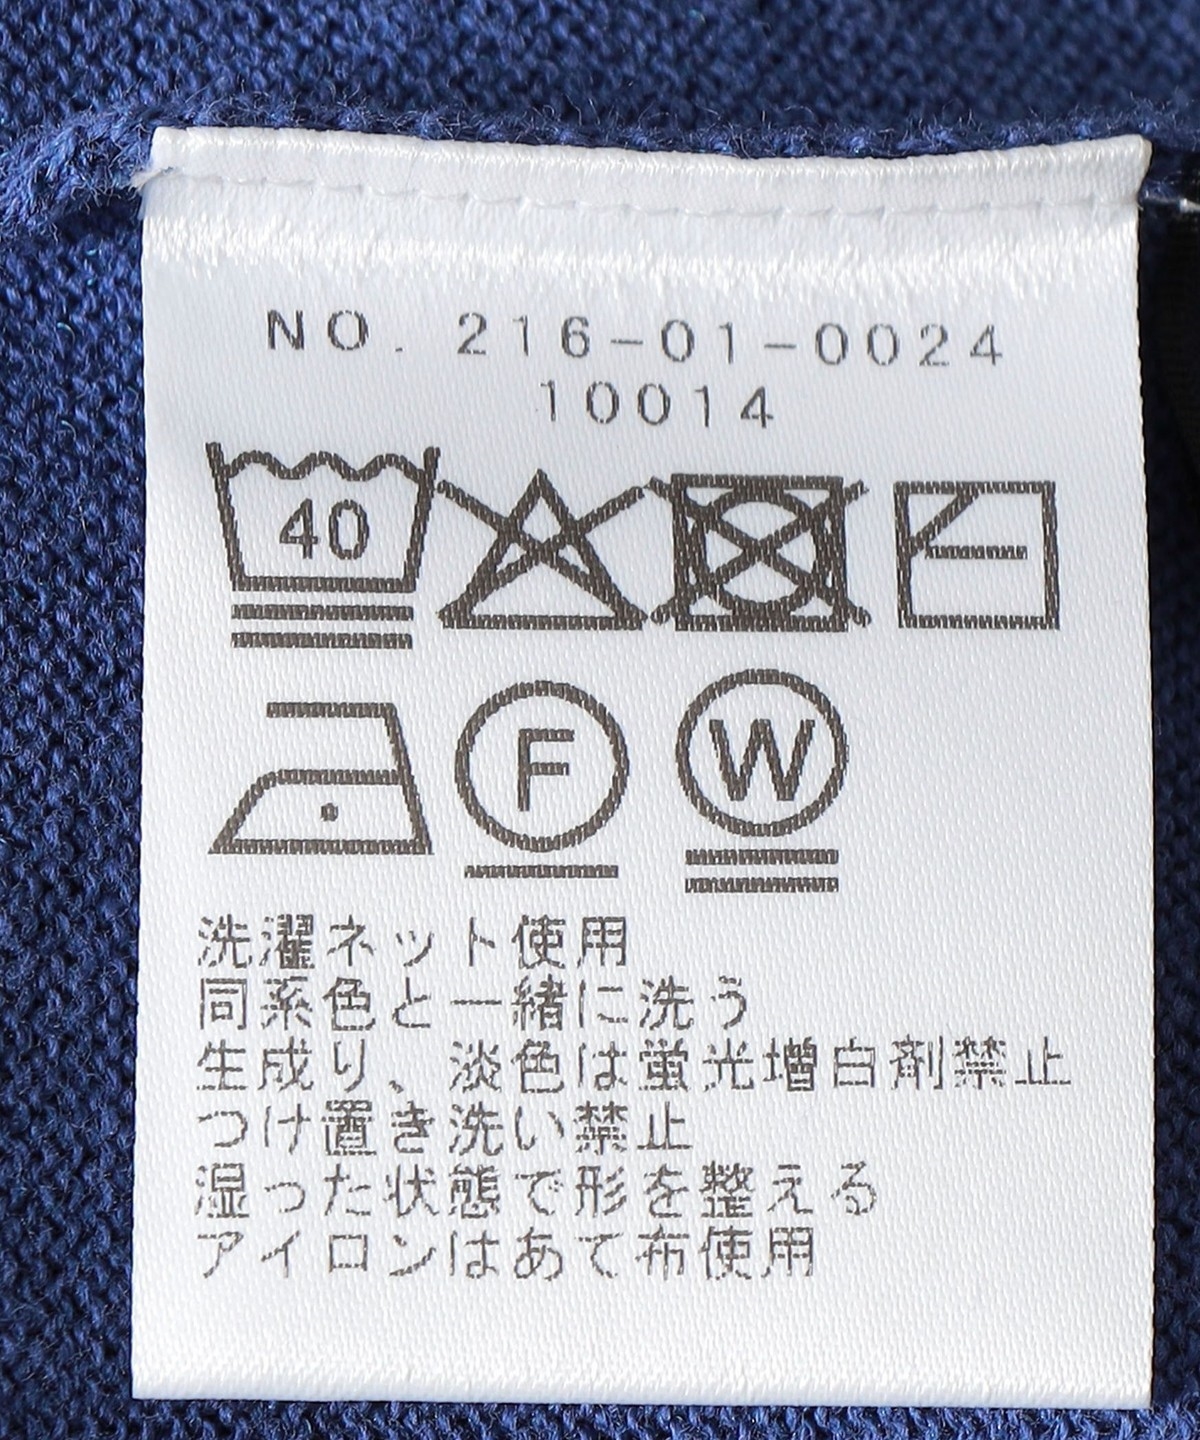 NO. 216-01-0024
10014
40
F W
洗濯ネット使用
同系色と一緒に洗う
生成り、淡色は蛍光増白剤禁止
つけ置き洗い禁止
湿った状態で形を整える
アイロンはあて布使用